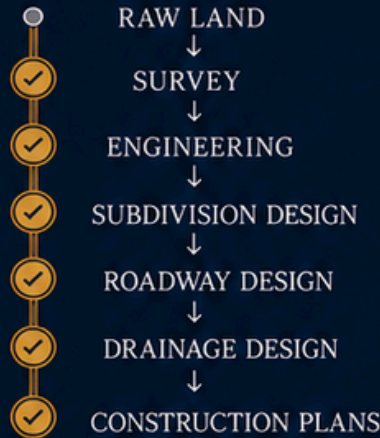 RAW LAND
↓
SURVEY
↓
ENGINEERING
↓
SUBDIVISION DESIGN
↓
ROADWAY DESIGN
↓
DRAINAGE DESIGN
↓
CONSTRUCTION PLANS